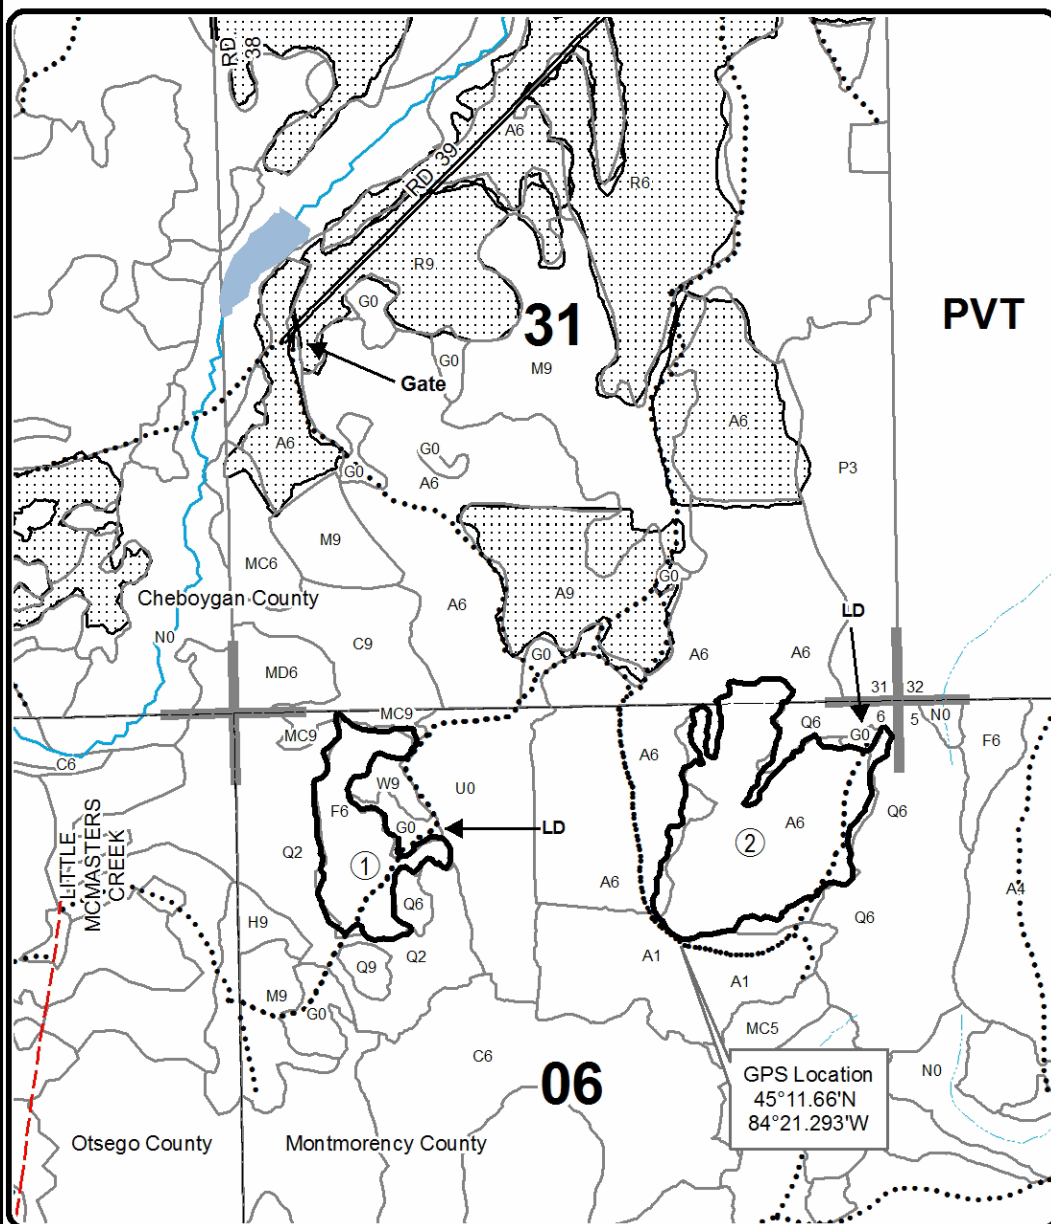 RD 38
A6
RD 39
R6
R9
G0
31
PVT
G0
M9
Gate
A6
A6
G0
G0
A6
P3
M9
MC6
G0
A9
Cheboygan County
A6
LD
N0
C9
G0
A6
A6
MD6
31
32
MC9
Q6
6
5
N0
MC9
G0
F6
C6
A6
W9
U0
F6
G0
LD
A6
Q6
LITTLE
MCMASTERS
CREEK
Q2
1
2
A6
A4
Q6
H9
Q6
Q2
A1
Q9
A1
M9
G0
MC5
C6
06
GPS Location
45°11.66'N
84°21.293'W
N0
Otsego County
Montmorency County